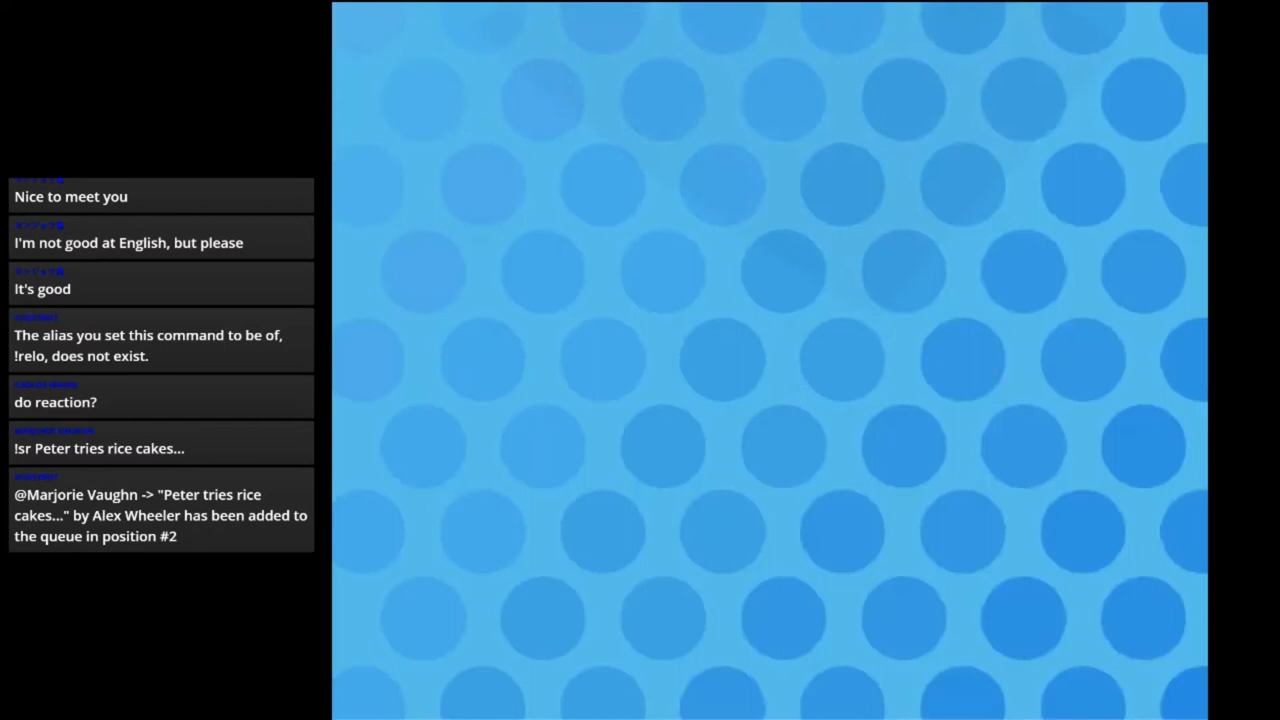 Nice to meet you
I'm not good at English, but please
It's good
The alias you set this command to be of,
!relo, does not exist.
do reaction?
!sr Peter tries rice cakes...
@Marjorie Vaughn -> "Peter tries rice
cakes..." by Alex Wheeler has been added to
the queue in position #2